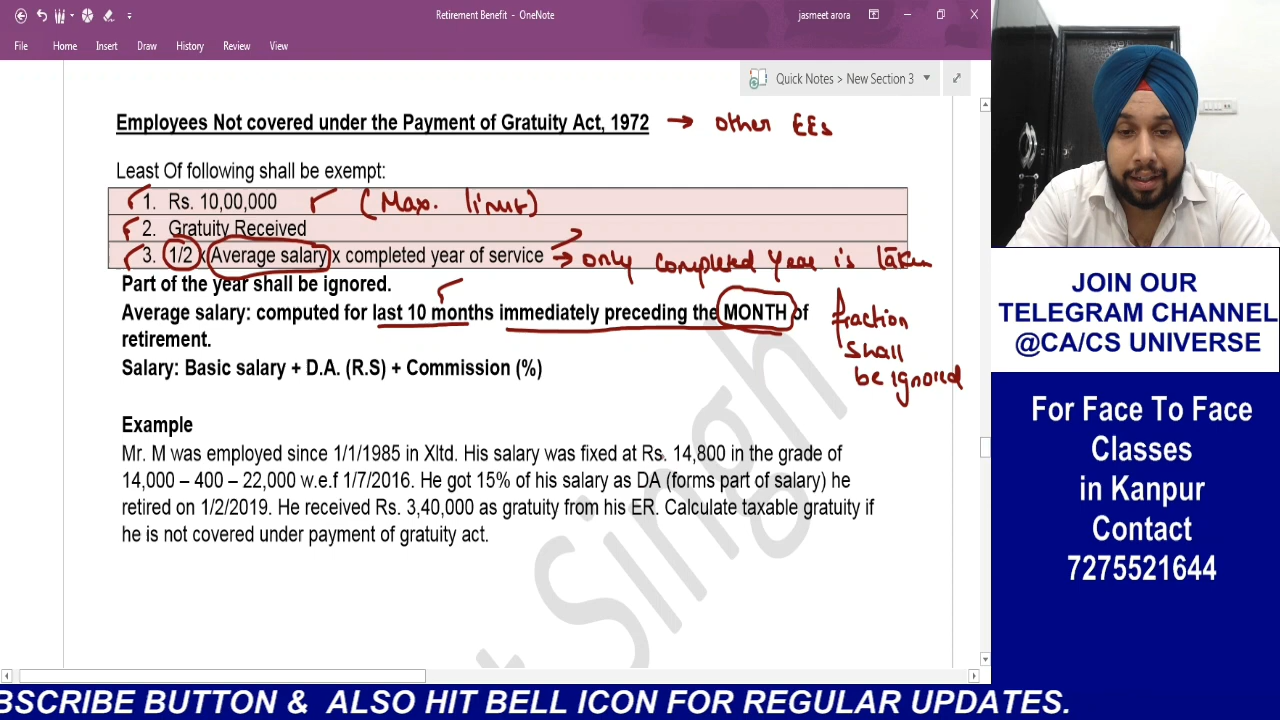 Retirement Benefit - OneNote
jasmeet arora
File Home Insert Draw History Review View
Quick Notes > New Section 3
Employees Not covered under the Payment of Gratuity Act, 1972 → other EEs
Least Of following shall be exempt:
1. Rs. 10,00,000 (Max. limit)
2. Gratuity Received
3. 1/2 x Average salary x completed year of service → only completed year is taken
Part of the year shall be ignored.
Average salary: computed for last 10 months immediately preceding the MONTH of
retirement.
fraction
shall
be ignored
Salary: Basic salary + D.A. (R.S) + Commission (%)
Example
Mr. M was employed since 1/1/1985 in Xltd. His salary was fixed at Rs. 14,800 in the grade of
14,000 – 400 – 22,000 w.e.f 1/7/2016. He got 15% of his salary as DA (forms part of salary) he
retired on 1/2/2019. He received Rs. 3,40,000 as gratuity from his ER. Calculate taxable gratuity if
he is not covered under payment of gratuity act.
Singh
JOIN OUR
TELEGRAM CHANNEL
@CA/CS UNIVERSE
For Face To Face
Classes
in Kanpur
Contact
7275521644
BSCRIBE BUTTON & ALSO HIT BELL ICON FOR REGULAR UPDATES.